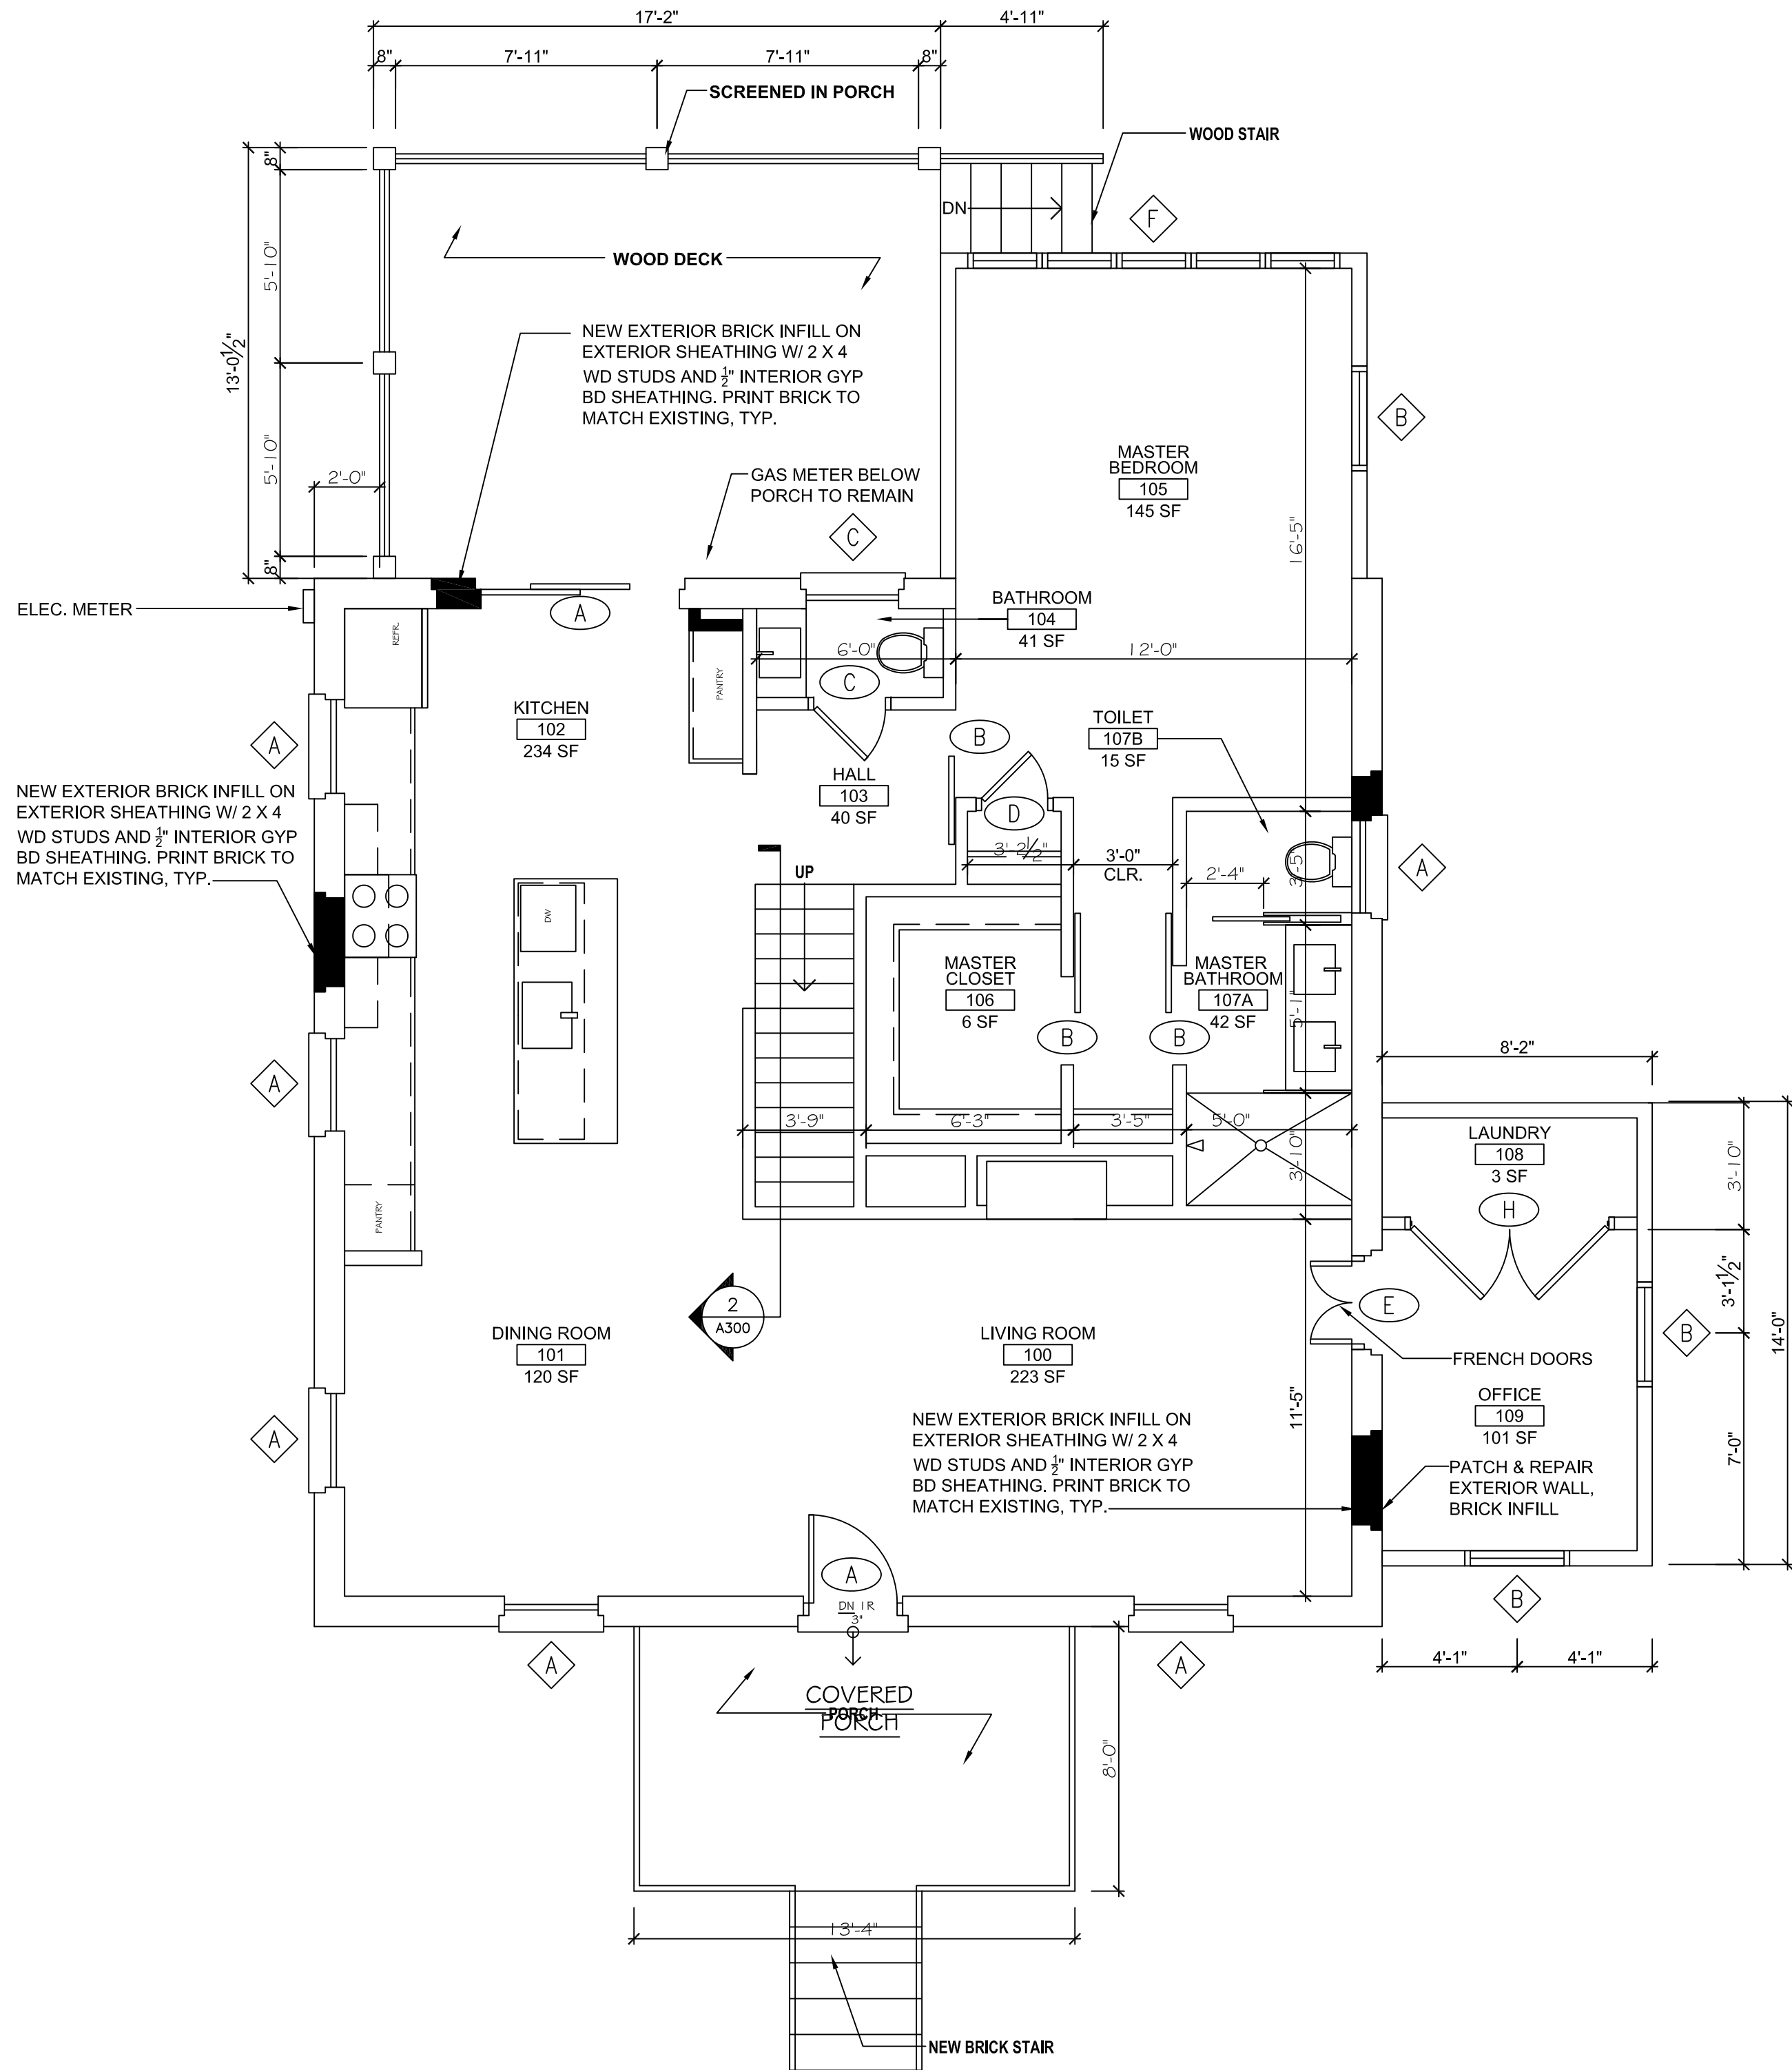 17'-2"
4'-11"
8"
7'-11"
7'-11"
8"
SCREENED IN PORCH
WOOD STAIR
8"
DN
F
5'-10"
WOOD DECK
13'-0 1/2"
NEW EXTERIOR BRICK INFILL ON
EXTERIOR SHEATHING W/ 2 X 4
WD STUDS AND 1/2" INTERIOR GYP
BD SHEATHING. PRINT BRICK TO
MATCH EXISTING, TYP.
B
5'-10"
2'-0"
GAS METER BELOW
PORCH TO REMAIN
MASTER
BEDROOM
105
145 SF
C
16'-5"
8"
ELEC. METER
A
REFR.
BATHROOM
104
41 SF
6'-0"
12'-0"
C
PANTRY
KITCHEN
102
234 SF
A
B
TOILET
107B
15 SF
HALL
103
40 SF
D
NEW EXTERIOR BRICK INFILL ON
EXTERIOR SHEATHING W/ 2 X 4
WD STUDS AND 1/2" INTERIOR GYP
BD SHEATHING. PRINT BRICK TO
MATCH EXISTING, TYP.
UP
3'-2 1/2"
3'-0"
CLR.
2'-4"
3'-5"
A
DW
MASTER
CLOSET
106
6 SF
MASTER
BATHROOM
107A
42 SF
5'-1"
B
B
8'-2"
A
3'-9"
6'-3"
3'-5"
5'-0"
3'-10"
LAUNDRY
108
3 SF
3'-10"
H
PANTRY
3'-1 1/2"
E
2
A300
B
14'-0"
DINING ROOM
101
120 SF
LIVING ROOM
100
223 SF
FRENCH DOORS
11'-5"
OFFICE
109
101 SF
A
NEW EXTERIOR BRICK INFILL ON
EXTERIOR SHEATHING W/ 2 X 4
WD STUDS AND 1/2" INTERIOR GYP
BD SHEATHING. PRINT BRICK TO
MATCH EXISTING, TYP.
7'-0"
PATCH & REPAIR
EXTERIOR WALL,
BRICK INFILL
A
DN 1R
3"
B
A
A
4'-1"
4'-1"
COVERED
PORCH
PORCH
8'-0"
13'-4"
NEW BRICK STAIR